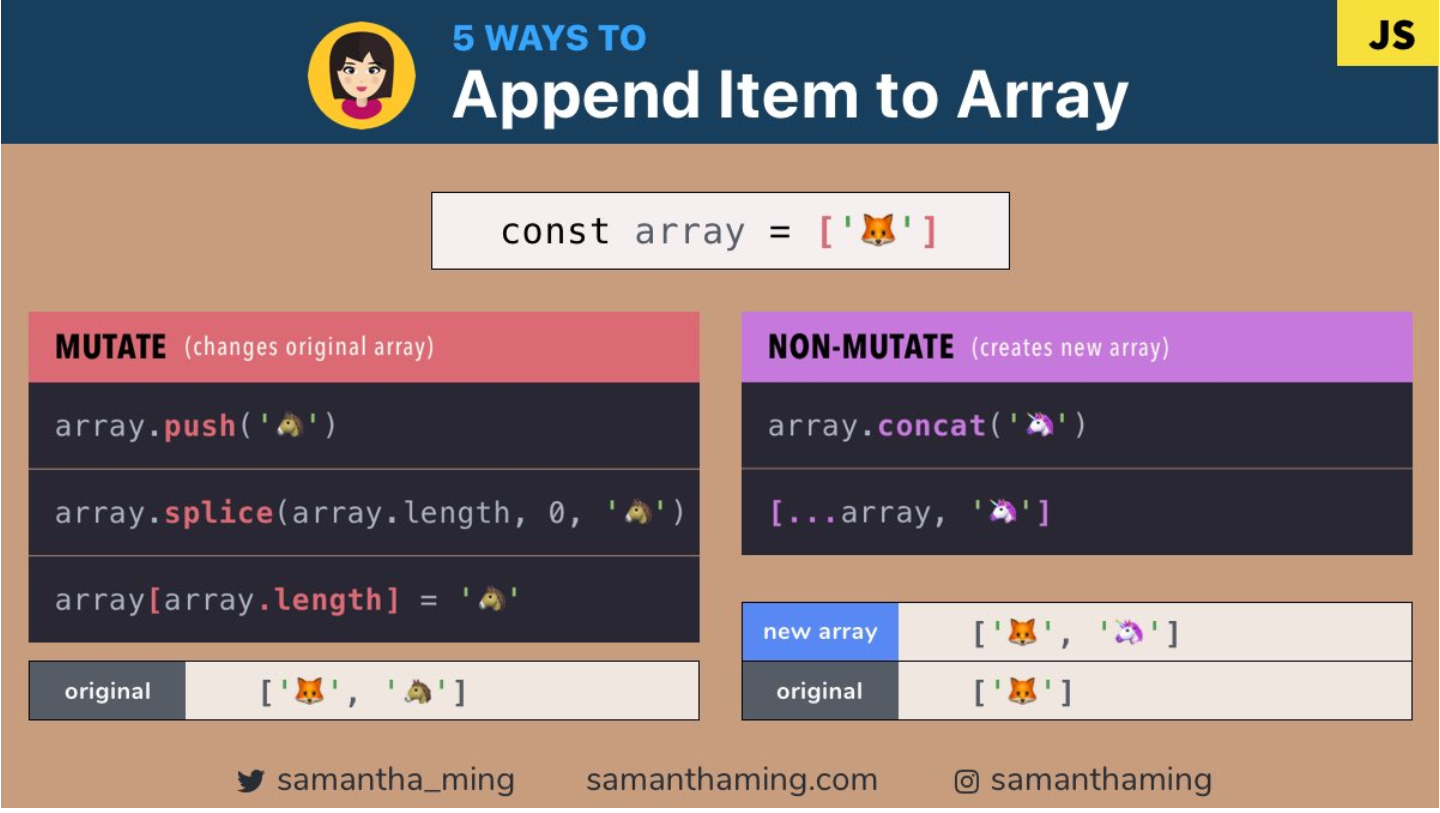 5 WAYS TO
Append Item to Array
JS
const array = ['🦊']
MUTATE (changes original array)
array.push('🐴')
array.splice(array.length, 0, '🐴')
array[array.length] = '🐴'
original ['🦊', '🐴']
NON-MUTATE (creates new array)
array.concat('🦄')
[...array, '🦄']
new array ['🦊', '🦄']
original ['🦊']
samantha_ming
samanthaming.com
samanthaming